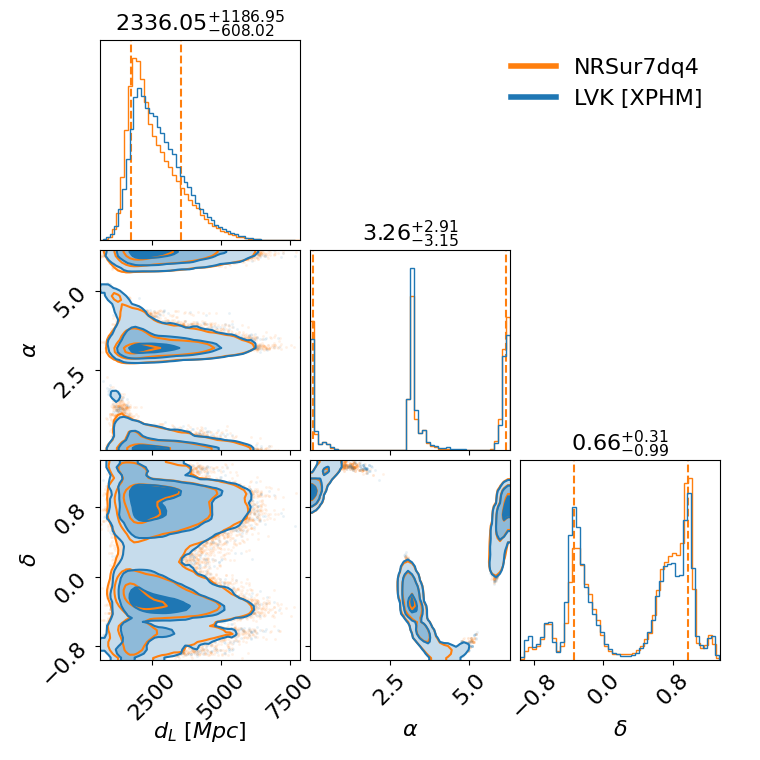 2336.05+1186.95−608.02
NRSur7dq4
LVK [XPHM]
3.26+2.91−3.15
5.0
2.5
α
0.66+0.31−0.99
0.8
0.0
−0.8
δ
2500
5000
7500
d_L [Mpc]
2.5
5.0
α
−0.8
0.0
0.8
δ